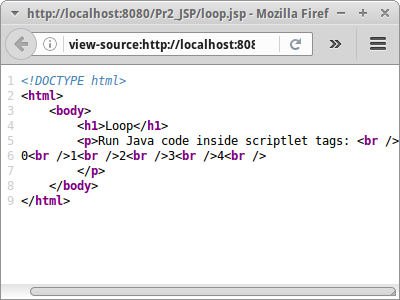 http://localhost:8080/Pr2_JSP/loop.jsp - Mozilla Firef
view-source:http://localhost:808
1 <!DOCTYPE html>
2 <html>
3     <body>
4         <h1>Loop</h1>
5         <p>Run Java code inside scriptlet tags: <br />
6 0<br />1<br />2<br />3<br />4<br />
7         </p>
8     </body>
9 </html>